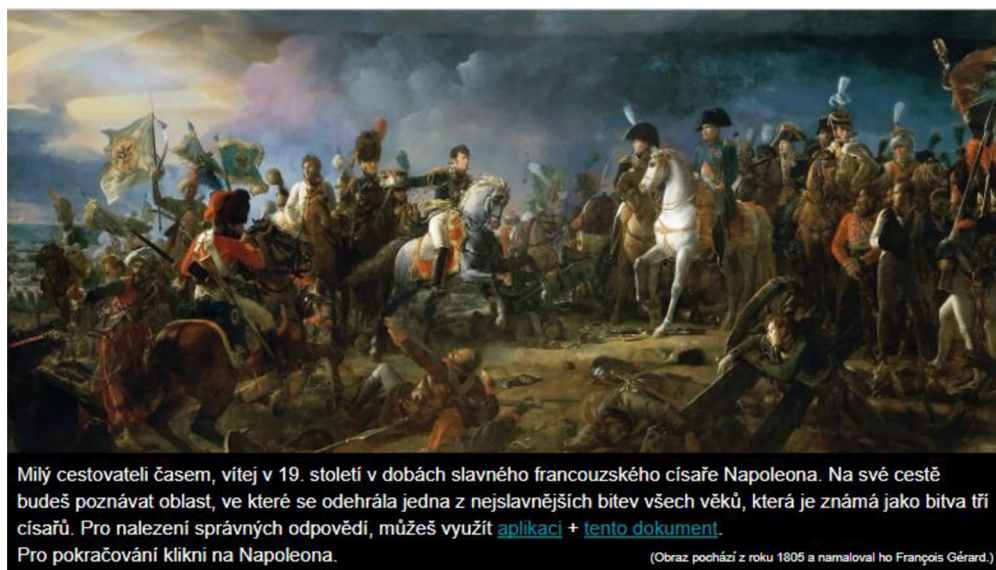 Milý cestovateli časem, vítej v 19. století v dobách slavného francouzského císaře Napoleona. Na své cestě
budeš poznávat oblast, ve které se odehrála jedna z nejslavnějších bitev všech věků, která je známá jako bitva tří
císařů. Pro nalezení správných odpovědí, můžeš využít aplikaci + tento dokument.
Pro pokračování klikni na Napoleona.
(Obraz pochází z roku 1805 a namaloval ho François Gérard.)